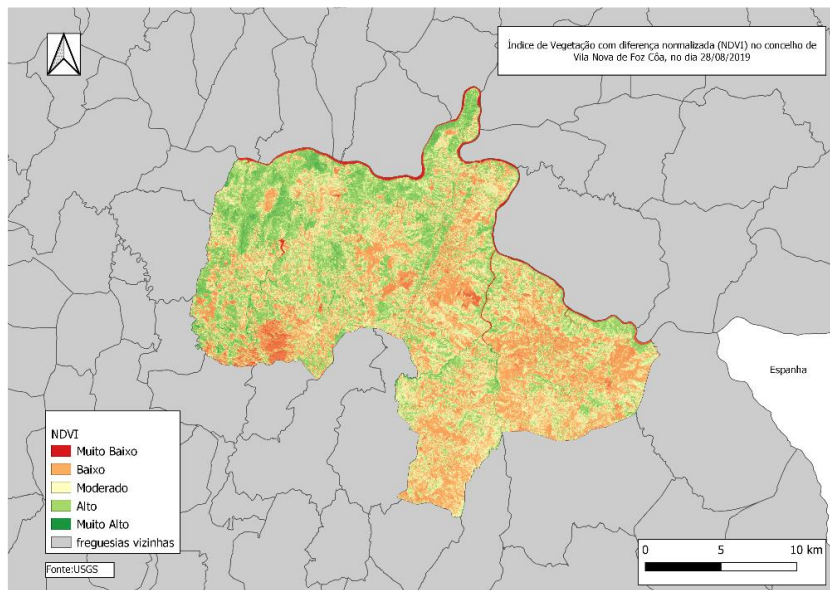 Índice de Vegetação com diferença normalizada (NDVI) no concelho de
Vila Nova de Foz Côa, no dia 28/08/2019
Espanha
NDVI
Muito Baixo
Baixo
Moderado
Alto
Muito Alto
freguesias vizinhas
Fonte:USGS
0 5 10 km